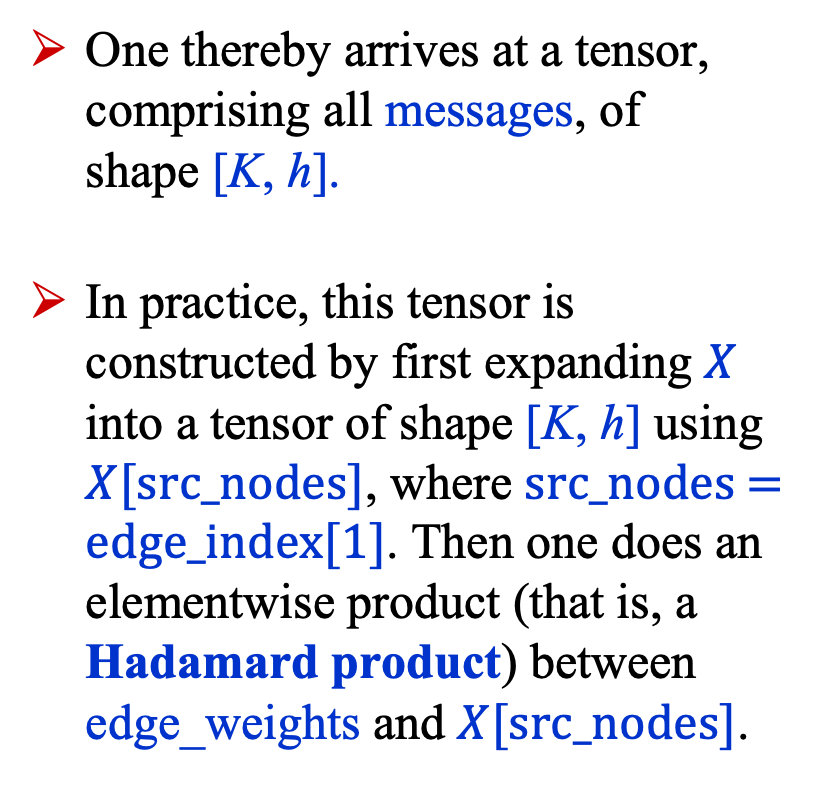 ➢ One thereby arrives at a tensor,
comprising all messages, of
shape [K, h].
➢ In practice, this tensor is
constructed by first expanding X
into a tensor of shape [K, h] using
X[src_nodes], where src_nodes =
edge_index[1]. Then one does an
elementwise product (that is, a
Hadamard product) between
edge_weights and X[src_nodes].